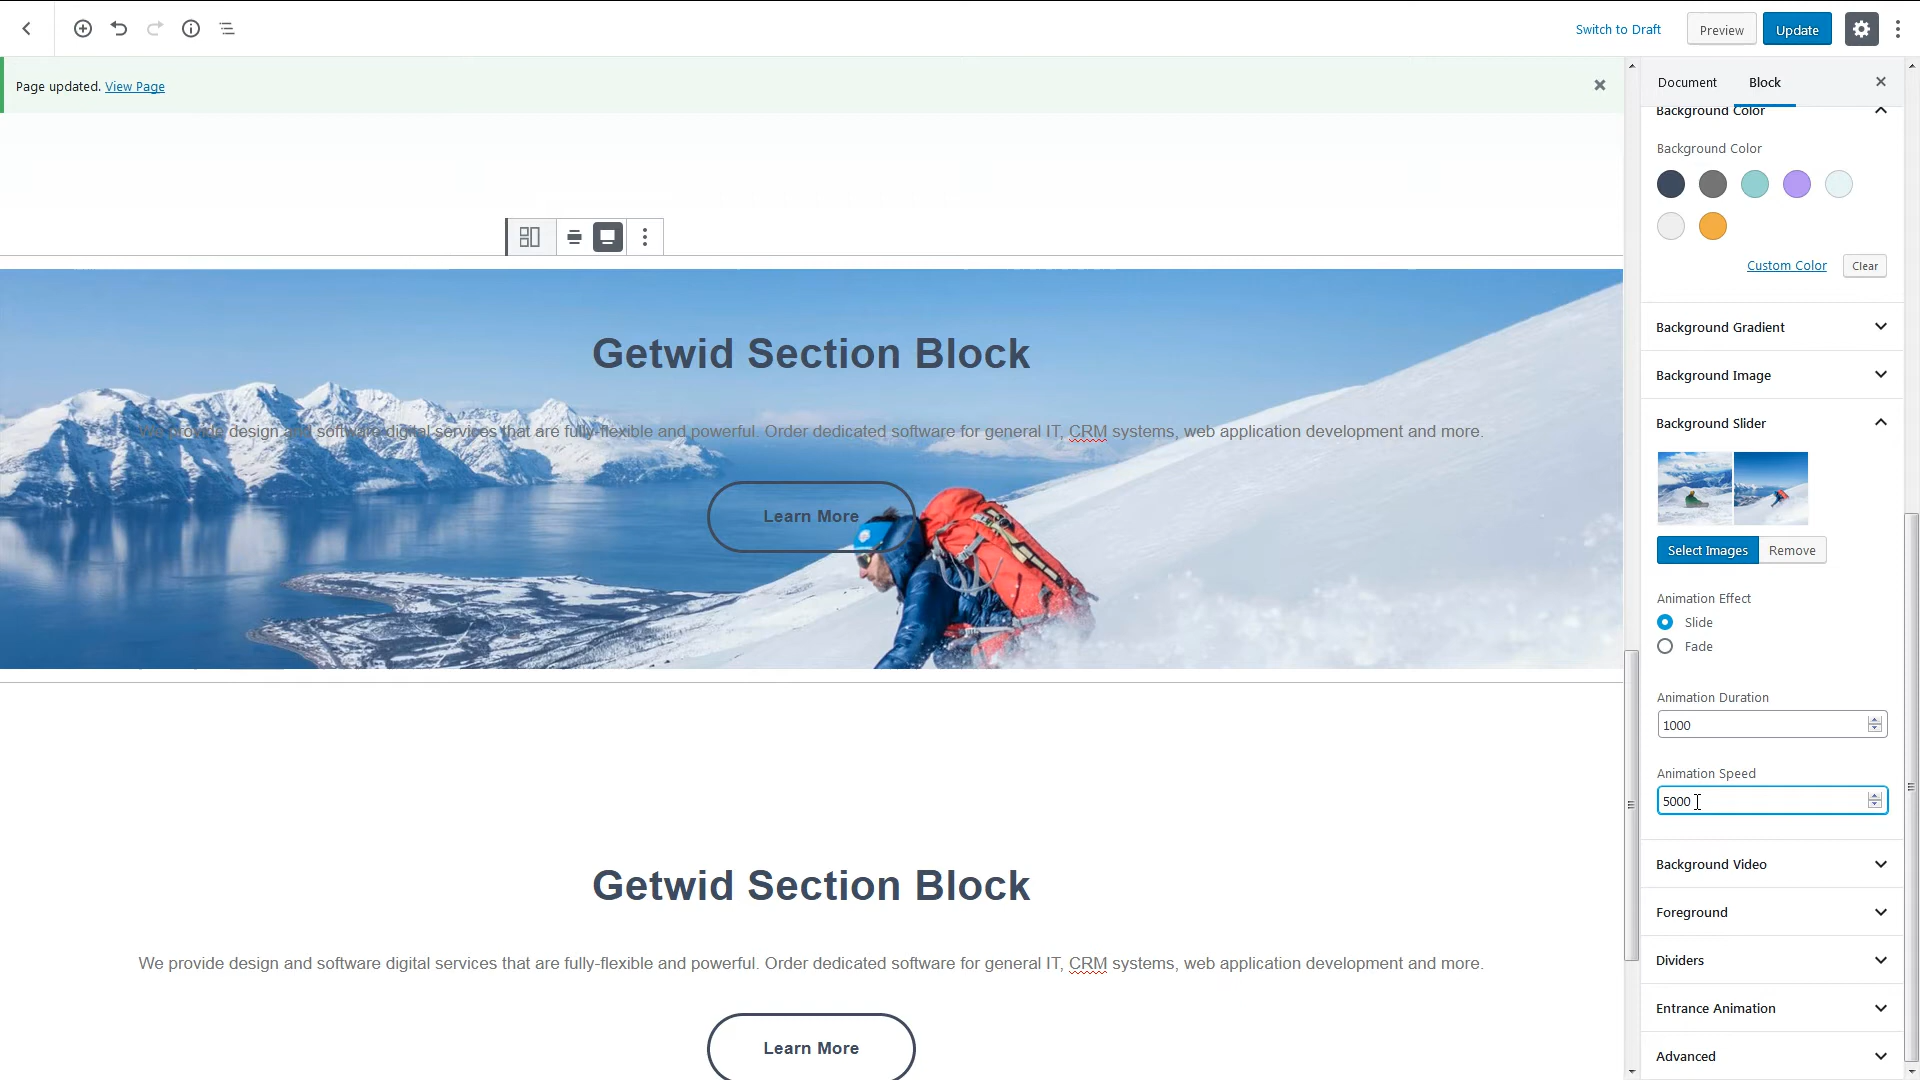 Switch to Draft
Preview
Update
Page updated. View Page
Document
Block
Background Color
Background Color
Custom Color
Clear
Background Gradient
Background Image
Background Slider
Select Images
Remove
Animation Effect
Slide
Fade
Animation Duration
1000
Animation Speed
5000
Background Video
Foreground
Dividers
Entrance Animation
Advanced
Getwid Section Block
We provide design and software digital services that are fully-flexible and powerful. Order dedicated software for general IT, CRM systems, web application development and more.
Learn More
Getwid Section Block
We provide design and software digital services that are fully-flexible and powerful. Order dedicated software for general IT, CRM systems, web application development and more.
Learn More